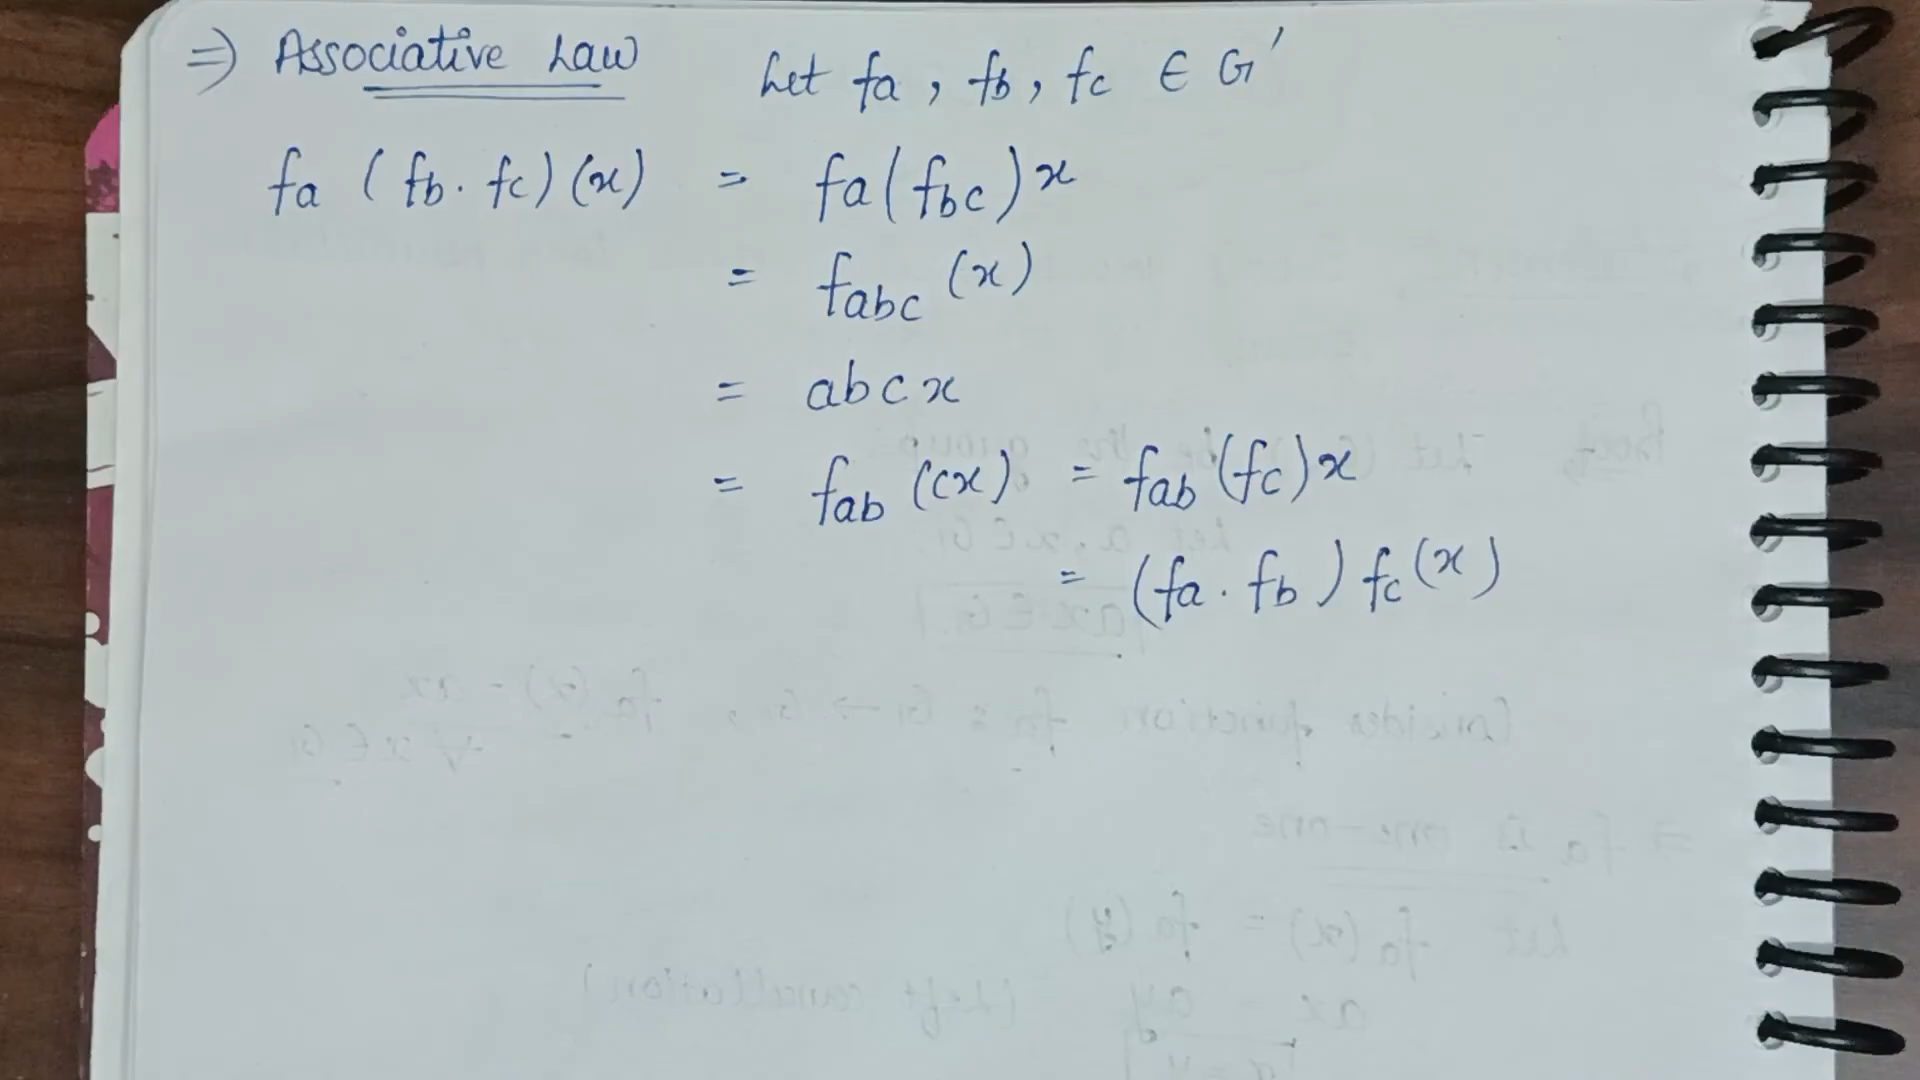 ⇒ Associative Law Let fa, fb, fc ∈ G'
fa (fb . fc)(x) = fa(fbc)x
= fabc (x)
= abcx
= fab (cx) = fab (fc)x
= (fa . fb) fc(x)